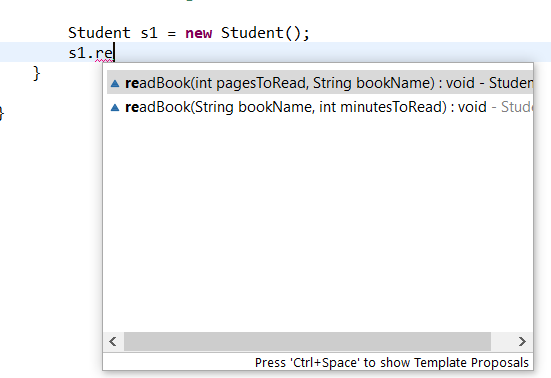 Student s1 = new Student();
s1.re
}
}
readBook(int pagesToRead, String bookName) : void - Studen
readBook(String bookName, int minutesToRead) : void - Stude
Press 'Ctrl+Space' to show Template Proposals